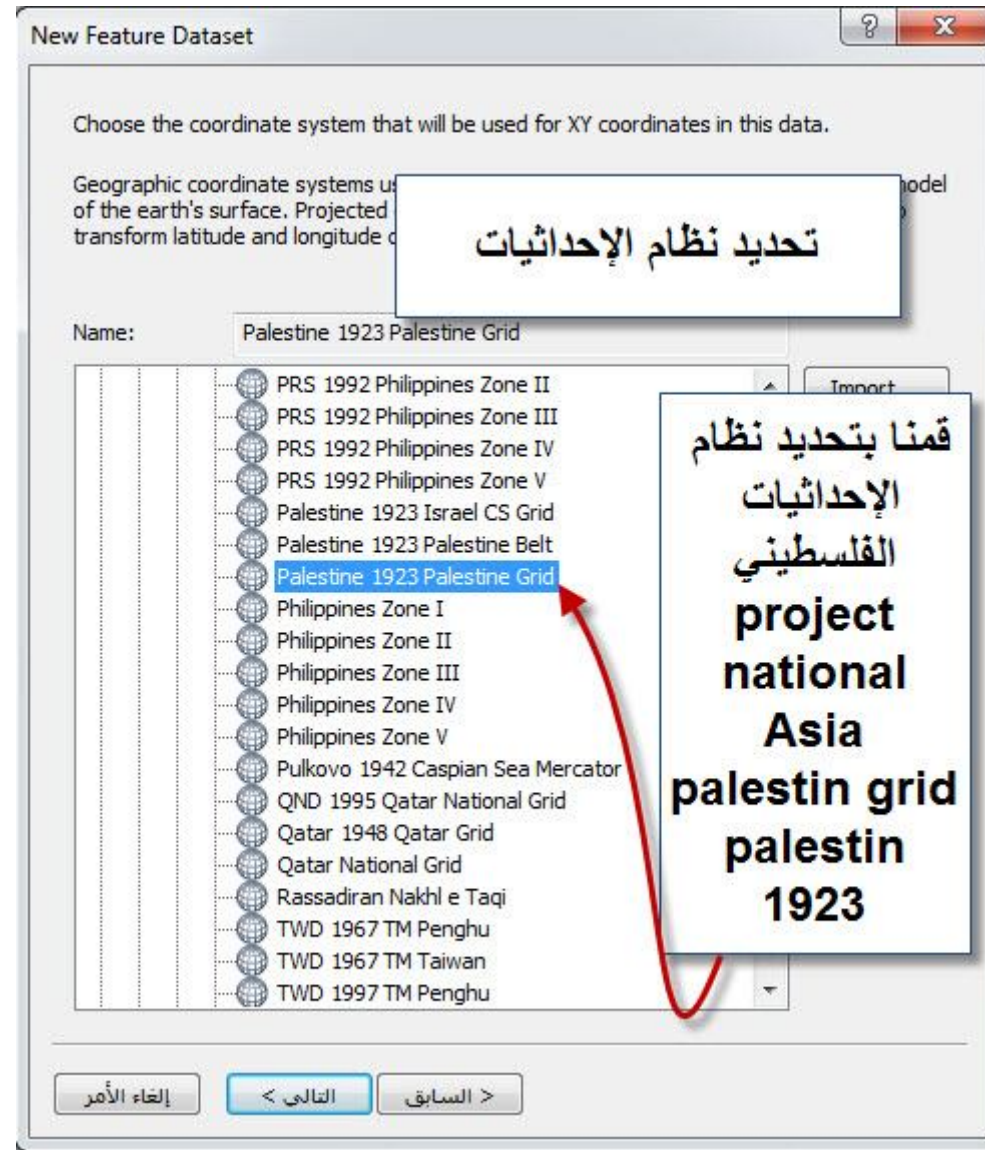 New Feature Dataset
Choose the coordinate system that will be used for XY coordinates in this data.
Geographic coordinate systems
of the earth's surface. Projected
transform latitude and longitude
تحديد نظام الإحداثيات
Name: Palestine 1923 Palestine Grid
PRS 1992 Philippines Zone II
PRS 1992 Philippines Zone III
PRS 1992 Philippines Zone IV
PRS 1992 Philippines Zone V
Palestine 1923 Israel CS Grid
Palestine 1923 Palestine Belt
Palestine 1923 Palestine Grid
Philippines Zone I
Philippines Zone II
Philippines Zone III
Philippines Zone IV
Philippines Zone V
Pulkovo 1942 Caspian Sea Mercator
QND 1995 Qatar National Grid
Qatar 1948 Qatar Grid
Qatar National Grid
Rassadiran Nakhl e Taqi
TWD 1967 TM Penghu
TWD 1967 TM Taiwan
TWD 1997 TM Penghu
Import
قمنا بتحديد نظام
الإحداثيات
الفلسطيني
project
national
Asia
palestin grid
palestin
1923
< السابق
التالي >
إلغاء الأمر